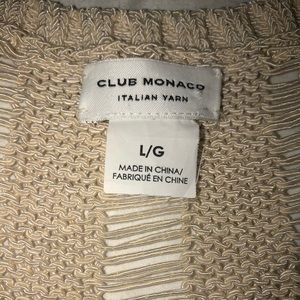 CLUB MONACO
ITALIAN YARN
L/G
MADE IN CHINA/
FABRIQUÉ EN CHINE